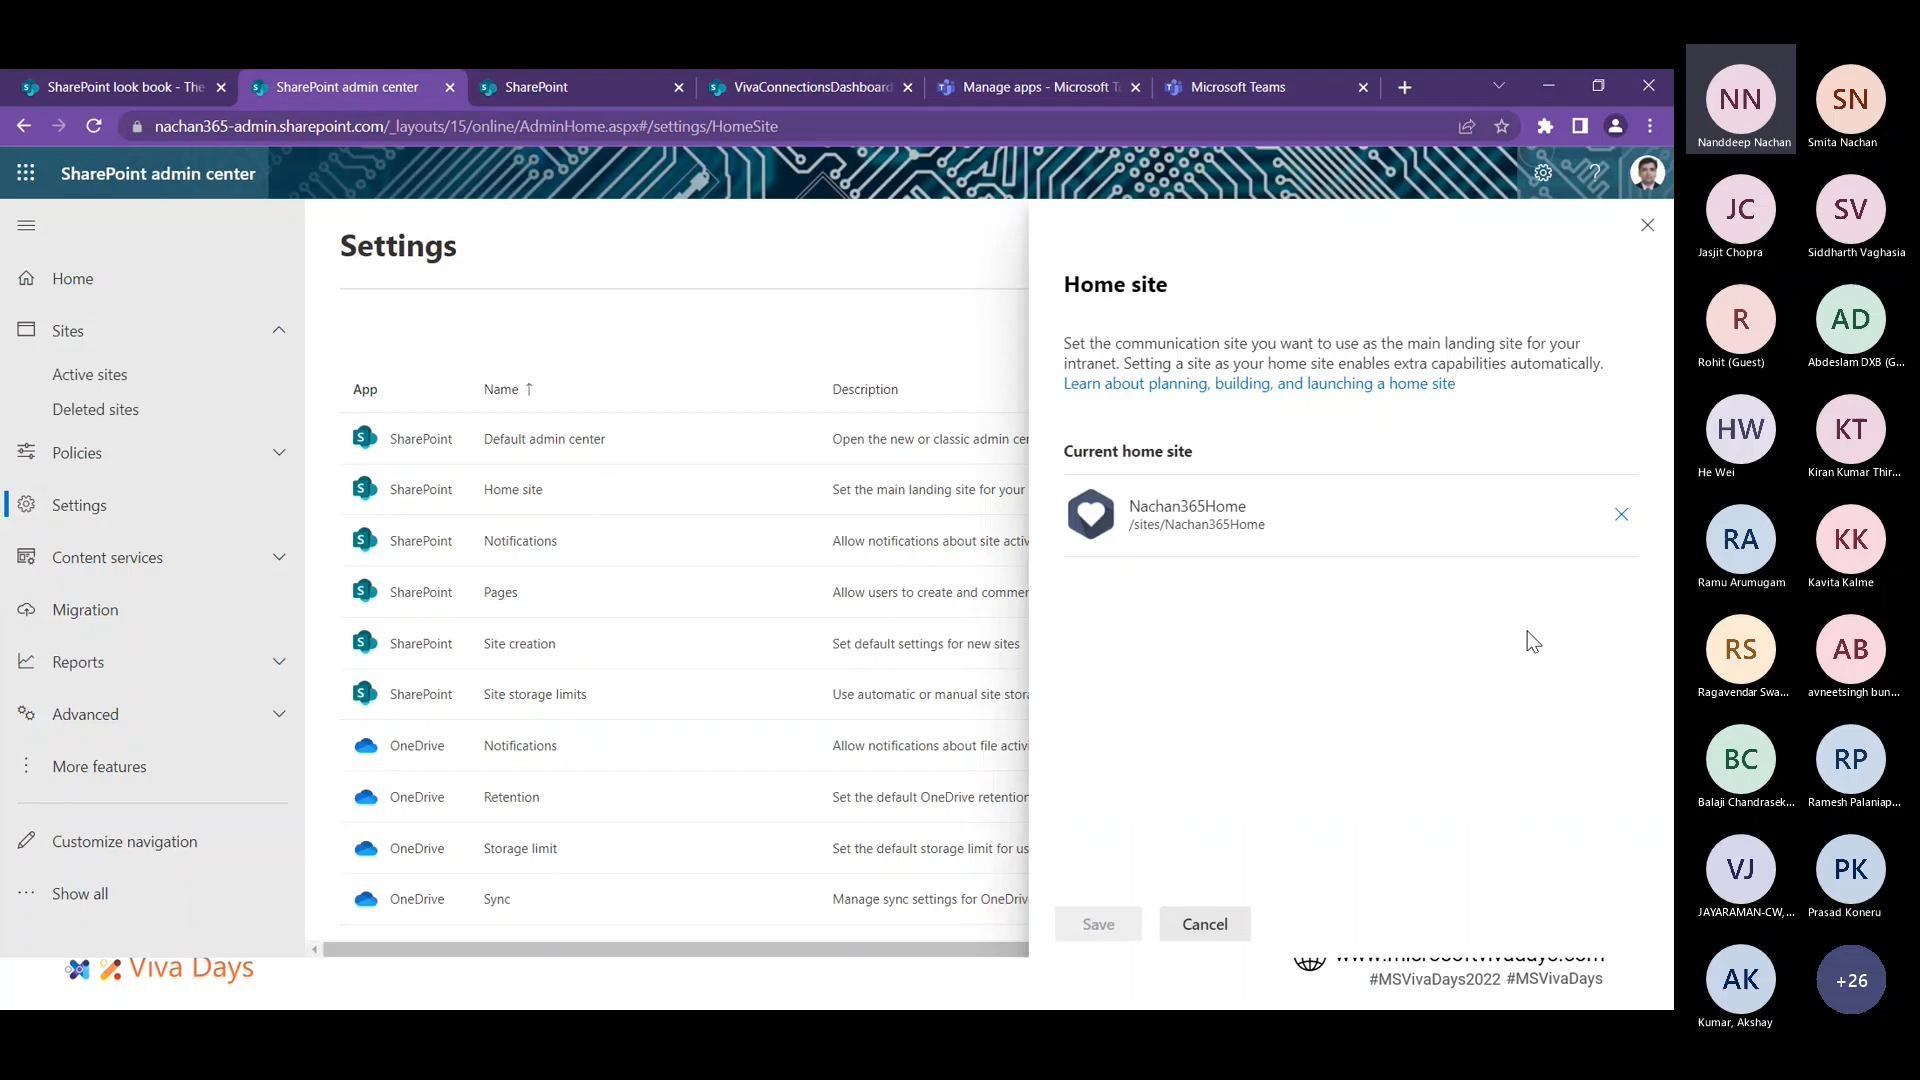 SharePoint look book - The
SharePoint admin center
SharePoint
VivaConnectionsDashboard
Manage apps - Microsoft T
Microsoft Teams
nachan365-admin.sharepoint.com/_layouts/15/online/AdminHome.aspx#/settings/HomeSite
SharePoint admin center
Home
Sites
Active sites
Deleted sites
Policies
Settings
Content services
Migration
Reports
Advanced
More features
Customize navigation
Show all
Settings
App Name ↑ Description
SharePoint Default admin center Open the new or classic admin cen
SharePoint Home site Set the main landing site for your
SharePoint Notifications Allow notifications about site activ
SharePoint Pages Allow users to create and commen
SharePoint Site creation Set default settings for new sites
SharePoint Site storage limits Use automatic or manual site stora
OneDrive Notifications Allow notifications about file activi
OneDrive Retention Set the default OneDrive retention
OneDrive Storage limit Set the default storage limit for us
OneDrive Sync Manage sync settings for OneDriv
Home site
Set the communication site you want to use as the main landing site for your
intranet. Setting a site as your home site enables extra capabilities automatically.
Learn about planning, building, and launching a home site
Current home site
Nachan365Home
/sites/Nachan365Home
Save
Cancel
Viva Days
www.microsoftvivadays.com
#MSVivaDays2022 #MSVivaDays
NN
Nanddeep Nachan
SN
Smita Nachan
JC
Jasjit Chopra
SV
Siddharth Vaghasia
R
Rohit (Guest)
AD
Abdeslam DXB (G...
HW
He Wei
KT
Kiran Kumar Thir...
RA
Ramu Arumugam
KK
Kavita Kalme
RS
Ragavendar Swa...
AB
avneetsingh bun...
BC
Balaji Chandrasek...
RP
Ramesh Palaniap...
VJ
JAYARAMAN-CW,...
PK
Prasad Koneru
AK
Kumar, Akshay
+26